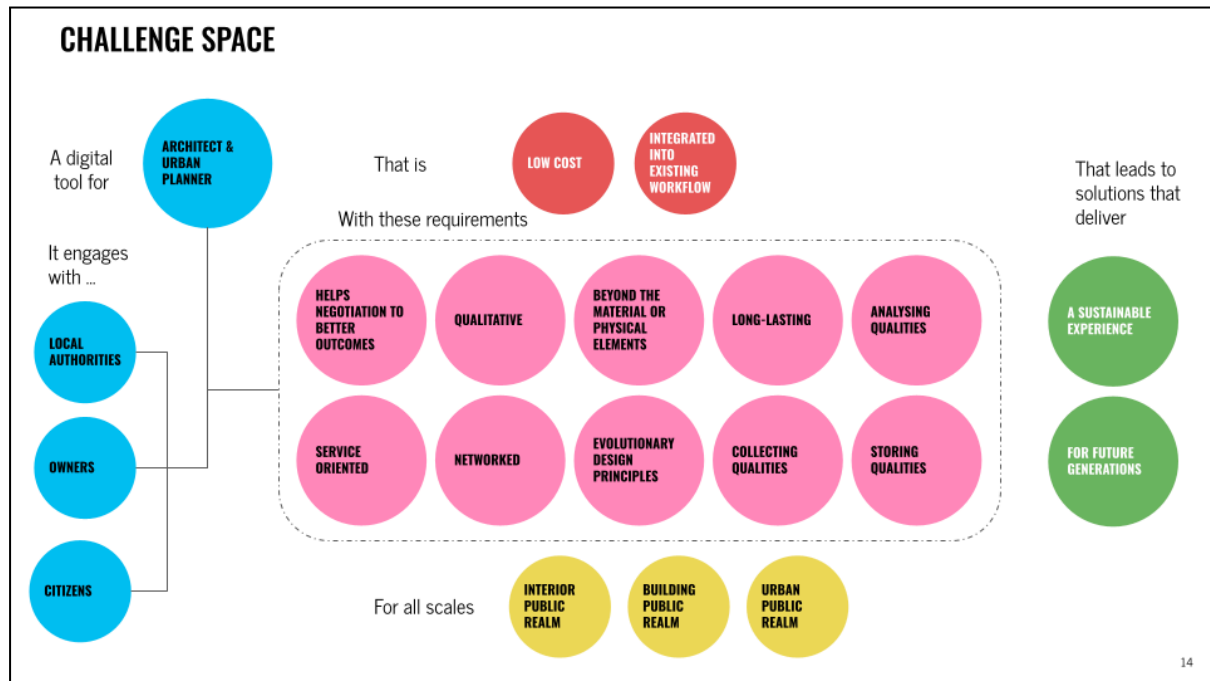 CHALLENGE SPACE
A digital
tool for
ARCHITECT &
URBAN
PLANNER
That is
LOW COST
INTEGRATED
INTO
EXISTING
WORKFLOW
That leads to
solutions that
deliver
With these requirements
It engages
with ...
LOCAL
AUTHORITIES
OWNERS
CITIZENS
HELPS
NEGOTIATION TO
BETTER
OUTCOMES
QUALITATIVE
BEYOND THE
MATERIAL OR
PHYSICAL
ELEMENTS
LONG-LASTING
ANALYSING
QUALITIES
SERVICE
ORIENTED
NETWORKED
EVOLUTIONARY
DESIGN
PRINCIPLES
COLLECTING
QUALITIES
STORING
QUALITIES
A SUSTAINABLE
EXPERIENCE
FOR FUTURE
GENERATIONS
For all scales
INTERIOR
PUBLIC
REALM
BUILDING
PUBLIC
REALM
URBAN
PUBLIC
REALM
14